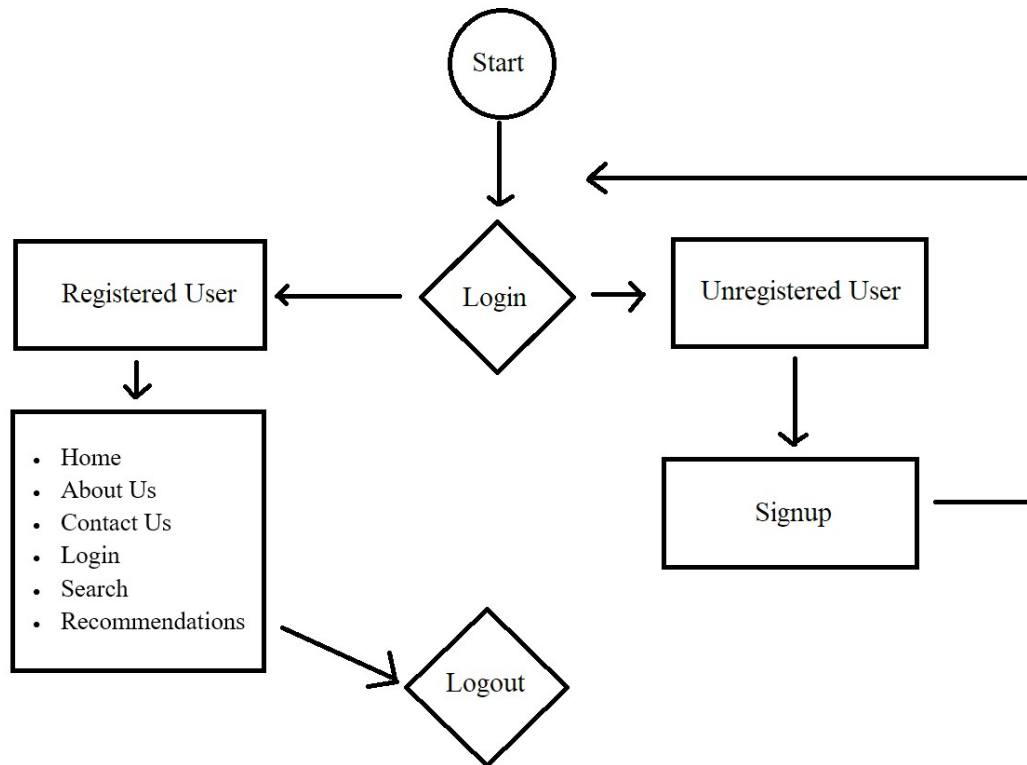 Start
Registered User
Login
Unregistered User
Home
About Us
Contact Us
Login
Search
Recommendations
Signup
Logout